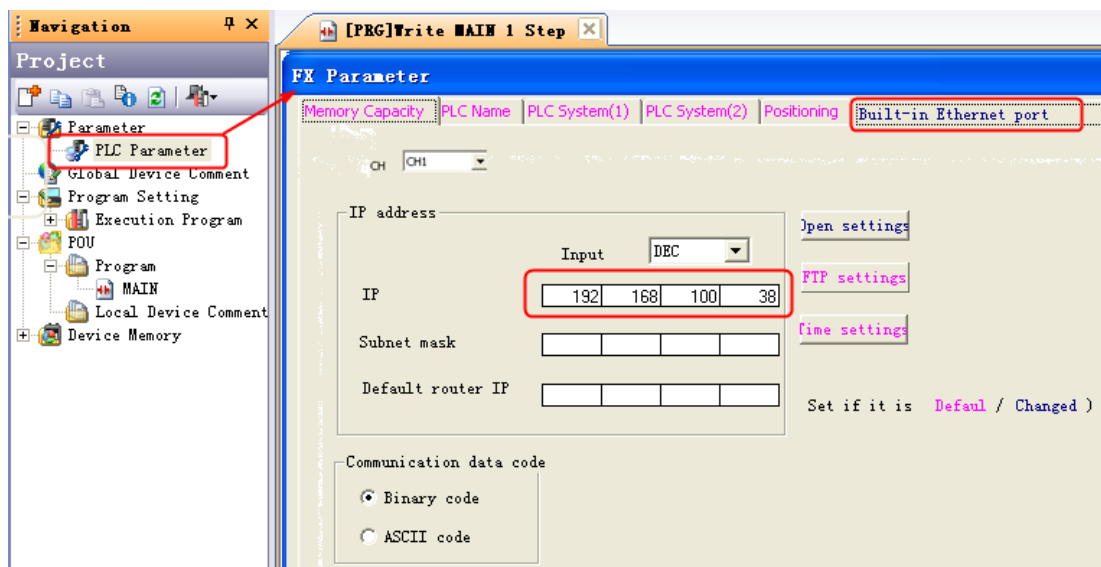 Navigation
[PRG]Write MAIN 1 Step
Project
FX Parameter
Memory Capacity PLC Name PLC System(1) PLC System(2) Positioning Built-in Ethernet port
Parameter
PLC Parameter
Global Device Comment
Program Setting
Execution Program
POU
Program
MAIN
Local Device Comment
Device Memory
CH CH1
IP address
Input DEC
IP 192 168 100 38
Subnet mask
Default router IP
Open settings
FTP settings
Time settings
Set if it is Defaul / Changed )
Communication data code
Binary code
ASCII code